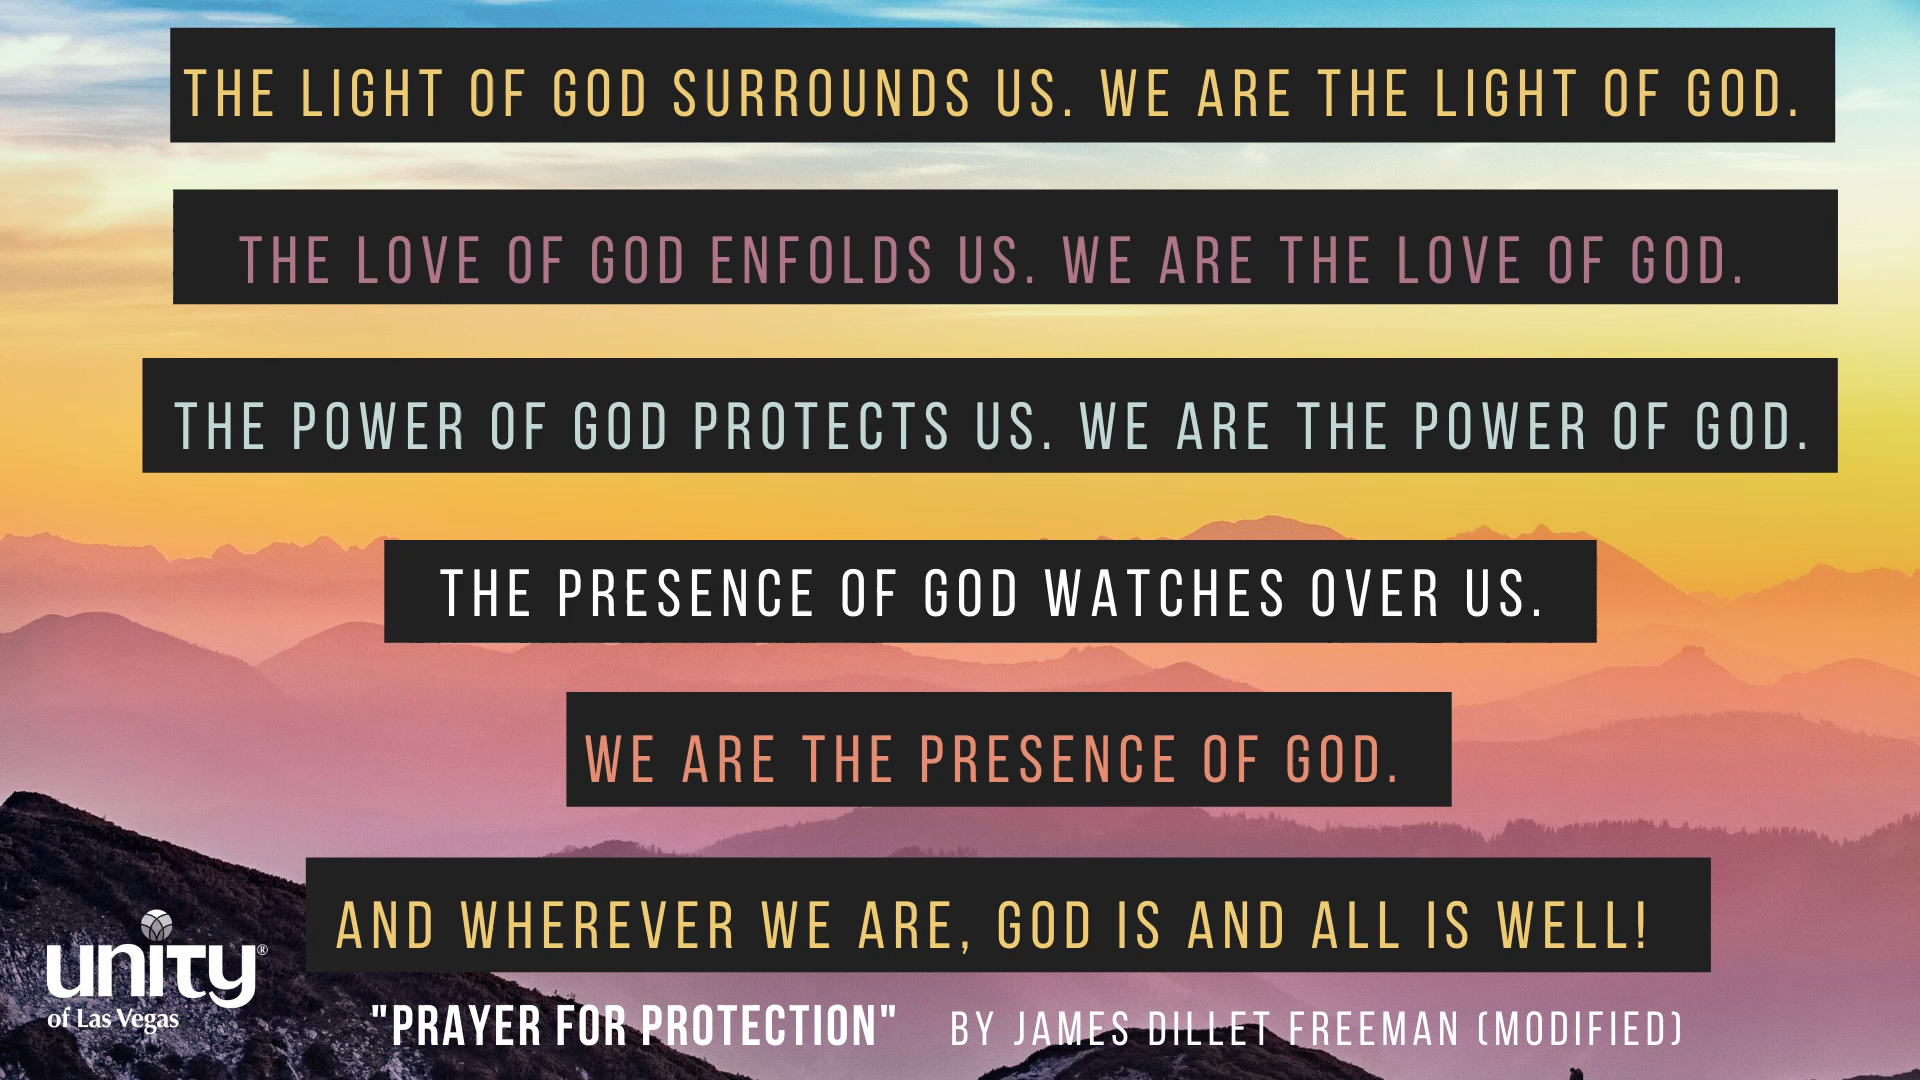 THE LIGHT OF GOD SURROUNDS US. WE ARE THE LIGHT OF GOD.
THE LOVE OF GOD ENFOLDS US. WE ARE THE LOVE OF GOD.
THE POWER OF GOD PROTECTS US. WE ARE THE POWER OF GOD.
THE PRESENCE OF GOD WATCHES OVER US.
WE ARE THE PRESENCE OF GOD.
AND WHEREVER WE ARE, GOD IS AND ALL IS WELL!
unity®
of Las Vegas
"PRAYER FOR PROTECTION" BY JAMES DILLET FREEMAN (MODIFIED)